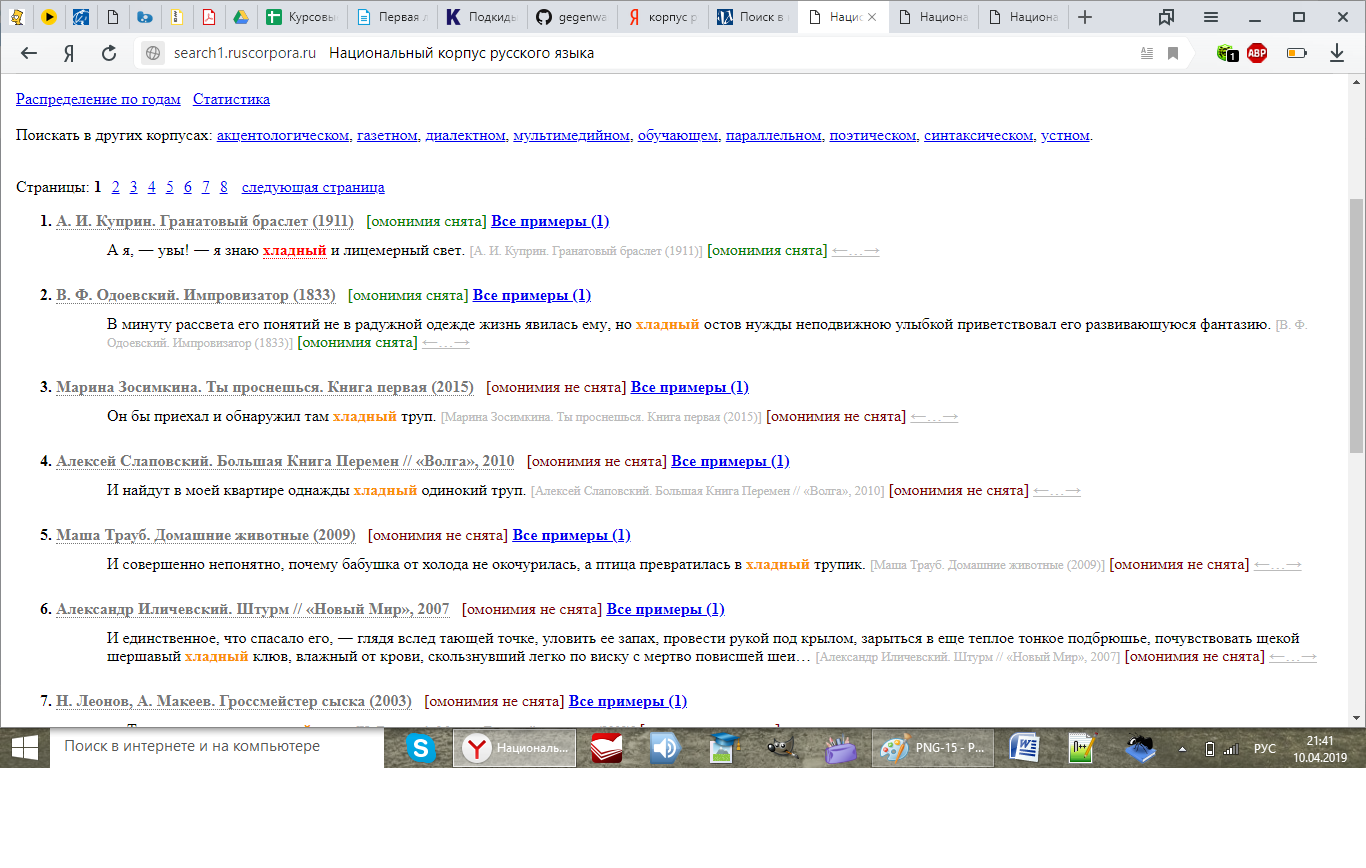 Курсовы
Первая л
Подкидь
gegenwa
корпус р
Поиск в
Нацис
Национа
Национа
search1.ruscorpora.ru Национальный корпус русского языка
1
ABP
Распределение по годам Статистика
Поискать в других корпусах: акцентологическом, газетном, диалектном, мультимедийном, обучающем, параллельном, поэтическом, синтаксическом, устном.
Страницы: 1 2 3 4 5 6 7 8 следующая страница
1. А. И. Куприн. Гранатовый браслет (1911) [омонимия снята] Все примеры (1)
А я, — увы! — я знаю хладный и лицемерный свет. [А. И. Куприн. Гранатовый браслет (1911)] [омонимия снята] ←…→
2. В. Ф. Одоевский. Импровизатор (1833) [омонимия снята] Все примеры (1)
В минуту рассвета его понятий не в радужной одежде жизнь явилась ему, но хладный остов нужды неподвижною улыбкой приветствовал его развивающуюся фантазию. [В. Ф.
Одоевский. Импровизатор (1833)] [омонимия снята] ←…→
3. Марина Зосимкина. Ты проснешься. Книга первая (2015) [омонимия не снята] Все примеры (1)
Он бы приехал и обнаружил там хладный труп. [Марина Зосимкина. Ты проснешься. Книга первая (2015)] [омонимия не снята] ←…→
4. Алексей Слаповский. Большая Книга Перемен // «Волга», 2010 [омонимия не снята] Все примеры (1)
И найдут в моей квартире однажды хладный одинокий труп. [Алексей Слаповский. Большая Книга Перемен // «Волга», 2010] [омонимия не снята] ←…→
5. Маша Трауб. Домашние животные (2009) [омонимия не снята] Все примеры (1)
И совершенно непонятно, почему бабушка от холода не окочурилась, а птица превратилась в хладный трупик. [Маша Трауб. Домашние животные (2009)] [омонимия не снята] ←…→
6. Александр Иличевский. Штурм // «Новый Мир», 2007 [омонимия не снята] Все примеры (1)
И единственное, что спасало его, — глядя вслед тающей точке, уловить ее запах, провести рукой под крылом, зарыться в еще теплое тонкое подбрюшье, почувствовать щекой
шершавый хладный клюв, влажный от крови, скользнувший легко по виску с мертво повисшей шеи… [Александр Иличевский. Штурм // «Новый Мир», 2007] [омонимия не снята] ←…→
7. Н. Леонов, А. Макеев. Гроссмейстер сыска (2003) [омонимия не снята] Все примеры (1)
Поиск в интернете и на компьютере
Националь...
PNG-15 - P...
РУС
21:41
10.04.2019